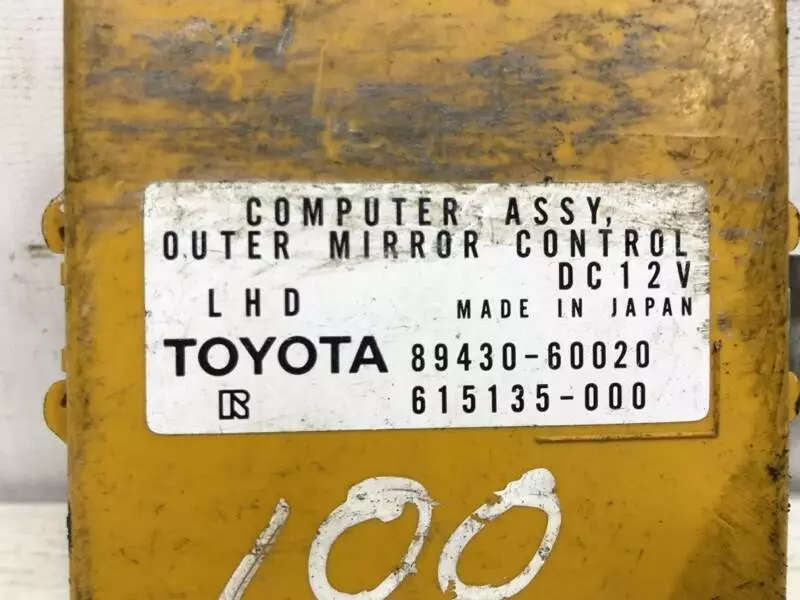 COMPUTER ASSY,
OUTER MIRROR CONTROL
DC12V
LHD MADE IN JAPAN
TOYOTA 89430-60020
R 615135-000
100